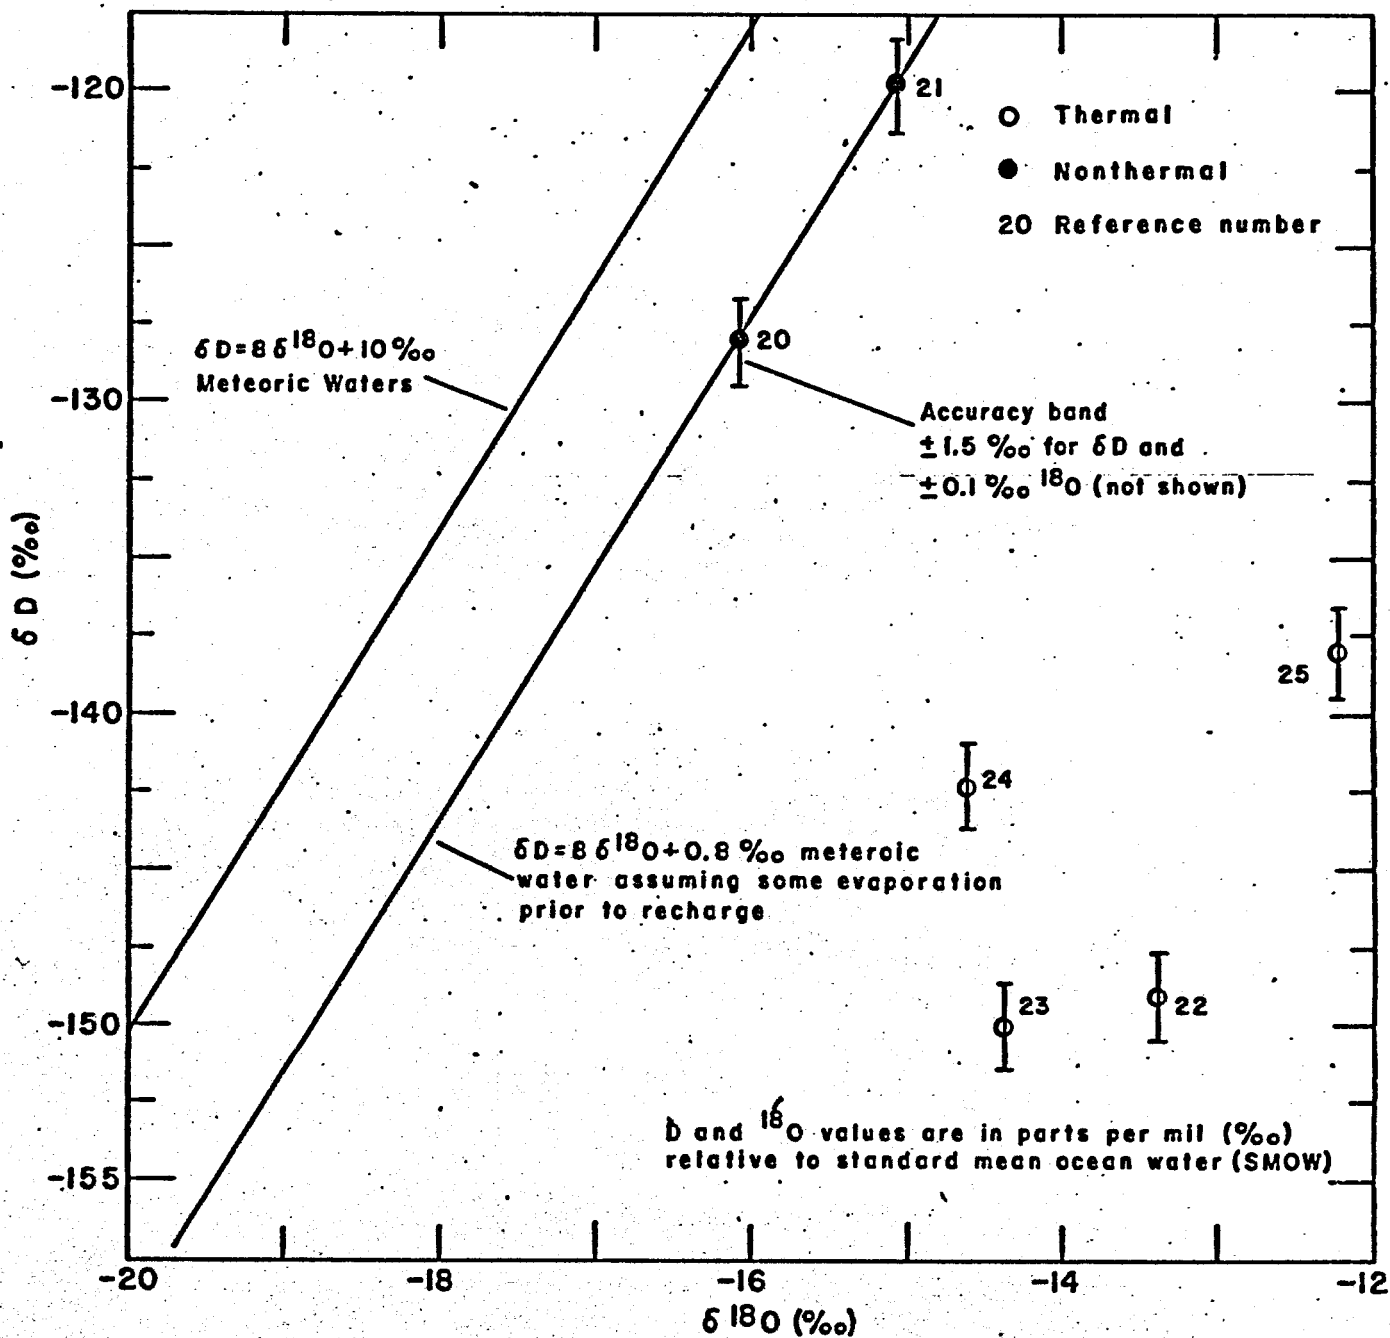 -120
-130
-140
-150
-155
δ D (‰)
21
○ Thermal
● Nonthermal
20 Reference number
20
δD=8δ¹⁸O+10‰
Meteoric Waters
Accuracy band
±1.5 ‰ for δD and
±0.1 ‰ ¹⁸O (not shown)
25
24
δD=8δ¹⁸O+0.8 ‰ meteroic
water assuming some evaporation
prior to recharge
23
22
D and ¹⁸O values are in parts per mil (‰)
relative to standard mean ocean water (SMOW)
-20
-18
-16
-15
-14
-12
δ ¹⁸O (‰)